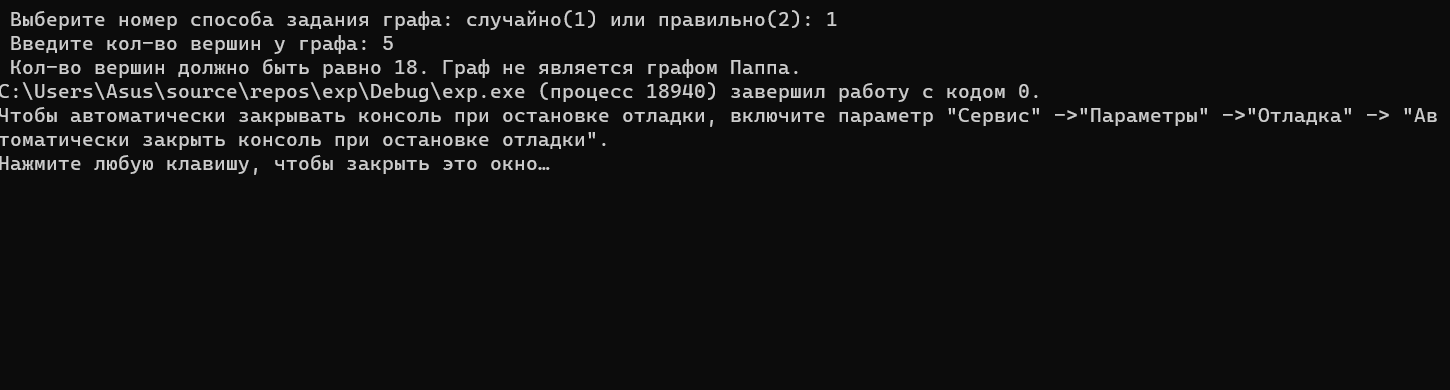 Выберите номер способа задания графа: случайно(1) или правильно(2): 1
Введите кол-во вершин у графа: 5
Кол-во вершин должно быть равно 18. Граф не является графом Паппа.
C:\Users\Asus\source\repos\exp\Debug\exp.exe (процесс 18940) завершил работу с кодом 0.
Чтобы автоматически закрывать консоль при остановке отладки, включите параметр "Сервис" ->"Параметры" ->"Отладка" -> "Ав
томатически закрыть консоль при остановке отладки".
Нажмите любую клавишу, чтобы закрыть это окно…